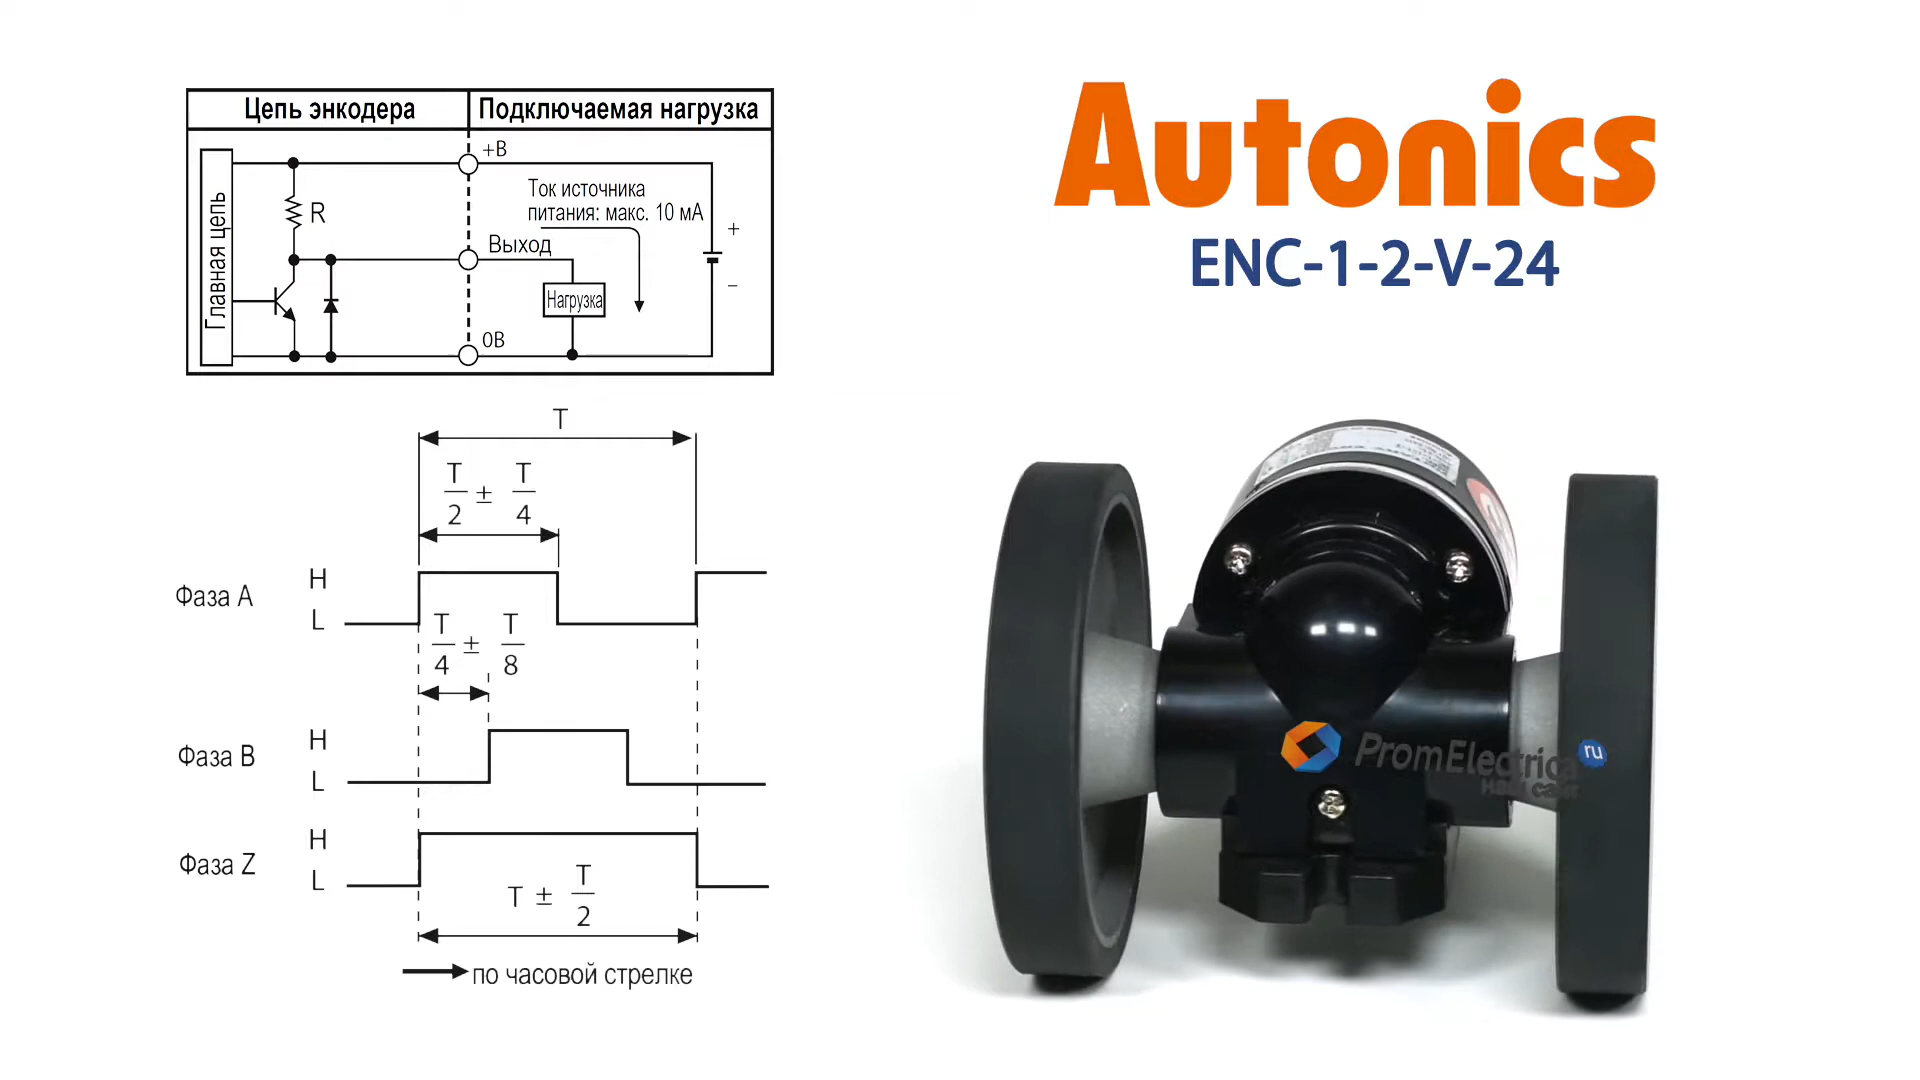 Цепь энкодера
Подключаемая нагрузка
Главная цепь
R
+В
Ток источника
питания: макс. 10 мА
Выход
Нагрузка
+
−
0В
T
T/2 ± T/4
Фаза A
H
L
T/4 ± T/8
Фаза B
H
L
Фаза Z
H
L
T ± T/2
по часовой стрелке
Autonics
ENC-1-2-V-24
PromElectrica
ru